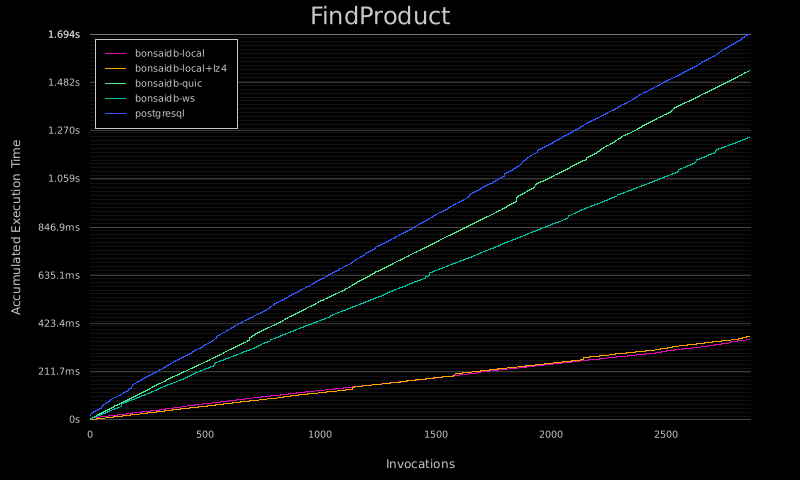 FindProduct
1.694s
1.482s
1.270s
1.059s
846.9ms
635.1ms
423.4ms
211.7ms
0s
Accumulated Execution Time
bonsaidb-local
bonsaidb-local+lz4
bonsaidb-quic
bonsaidb-ws
postgresql
0 500 1000 1500 2000 2500
Invocations